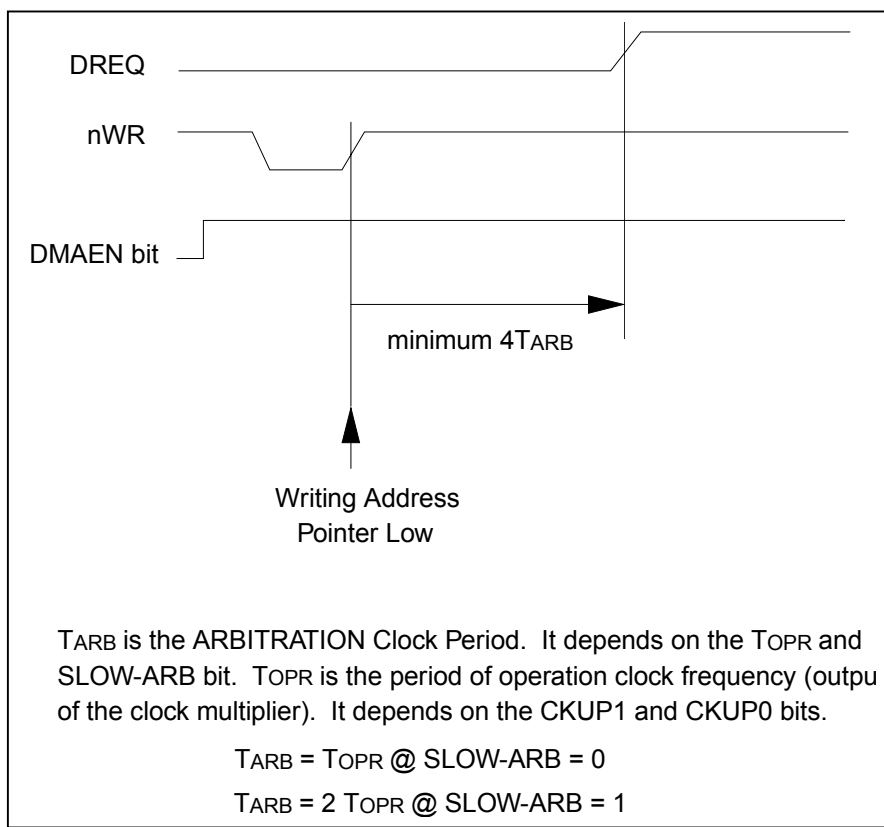 DREQ
nWR
DMAEN bit
minimum 4TARB
Writing Address
Pointer Low
TARB is the ARBITRATION Clock Period. It depends on the TOPR and
SLOW-ARB bit. TOPR is the period of operation clock frequency (outpu
of the clock multiplier). It depends on the CKUP1 and CKUP0 bits.
TARB = TOPR @ SLOW-ARB = 0
TARB = 2 TOPR @ SLOW-ARB = 1